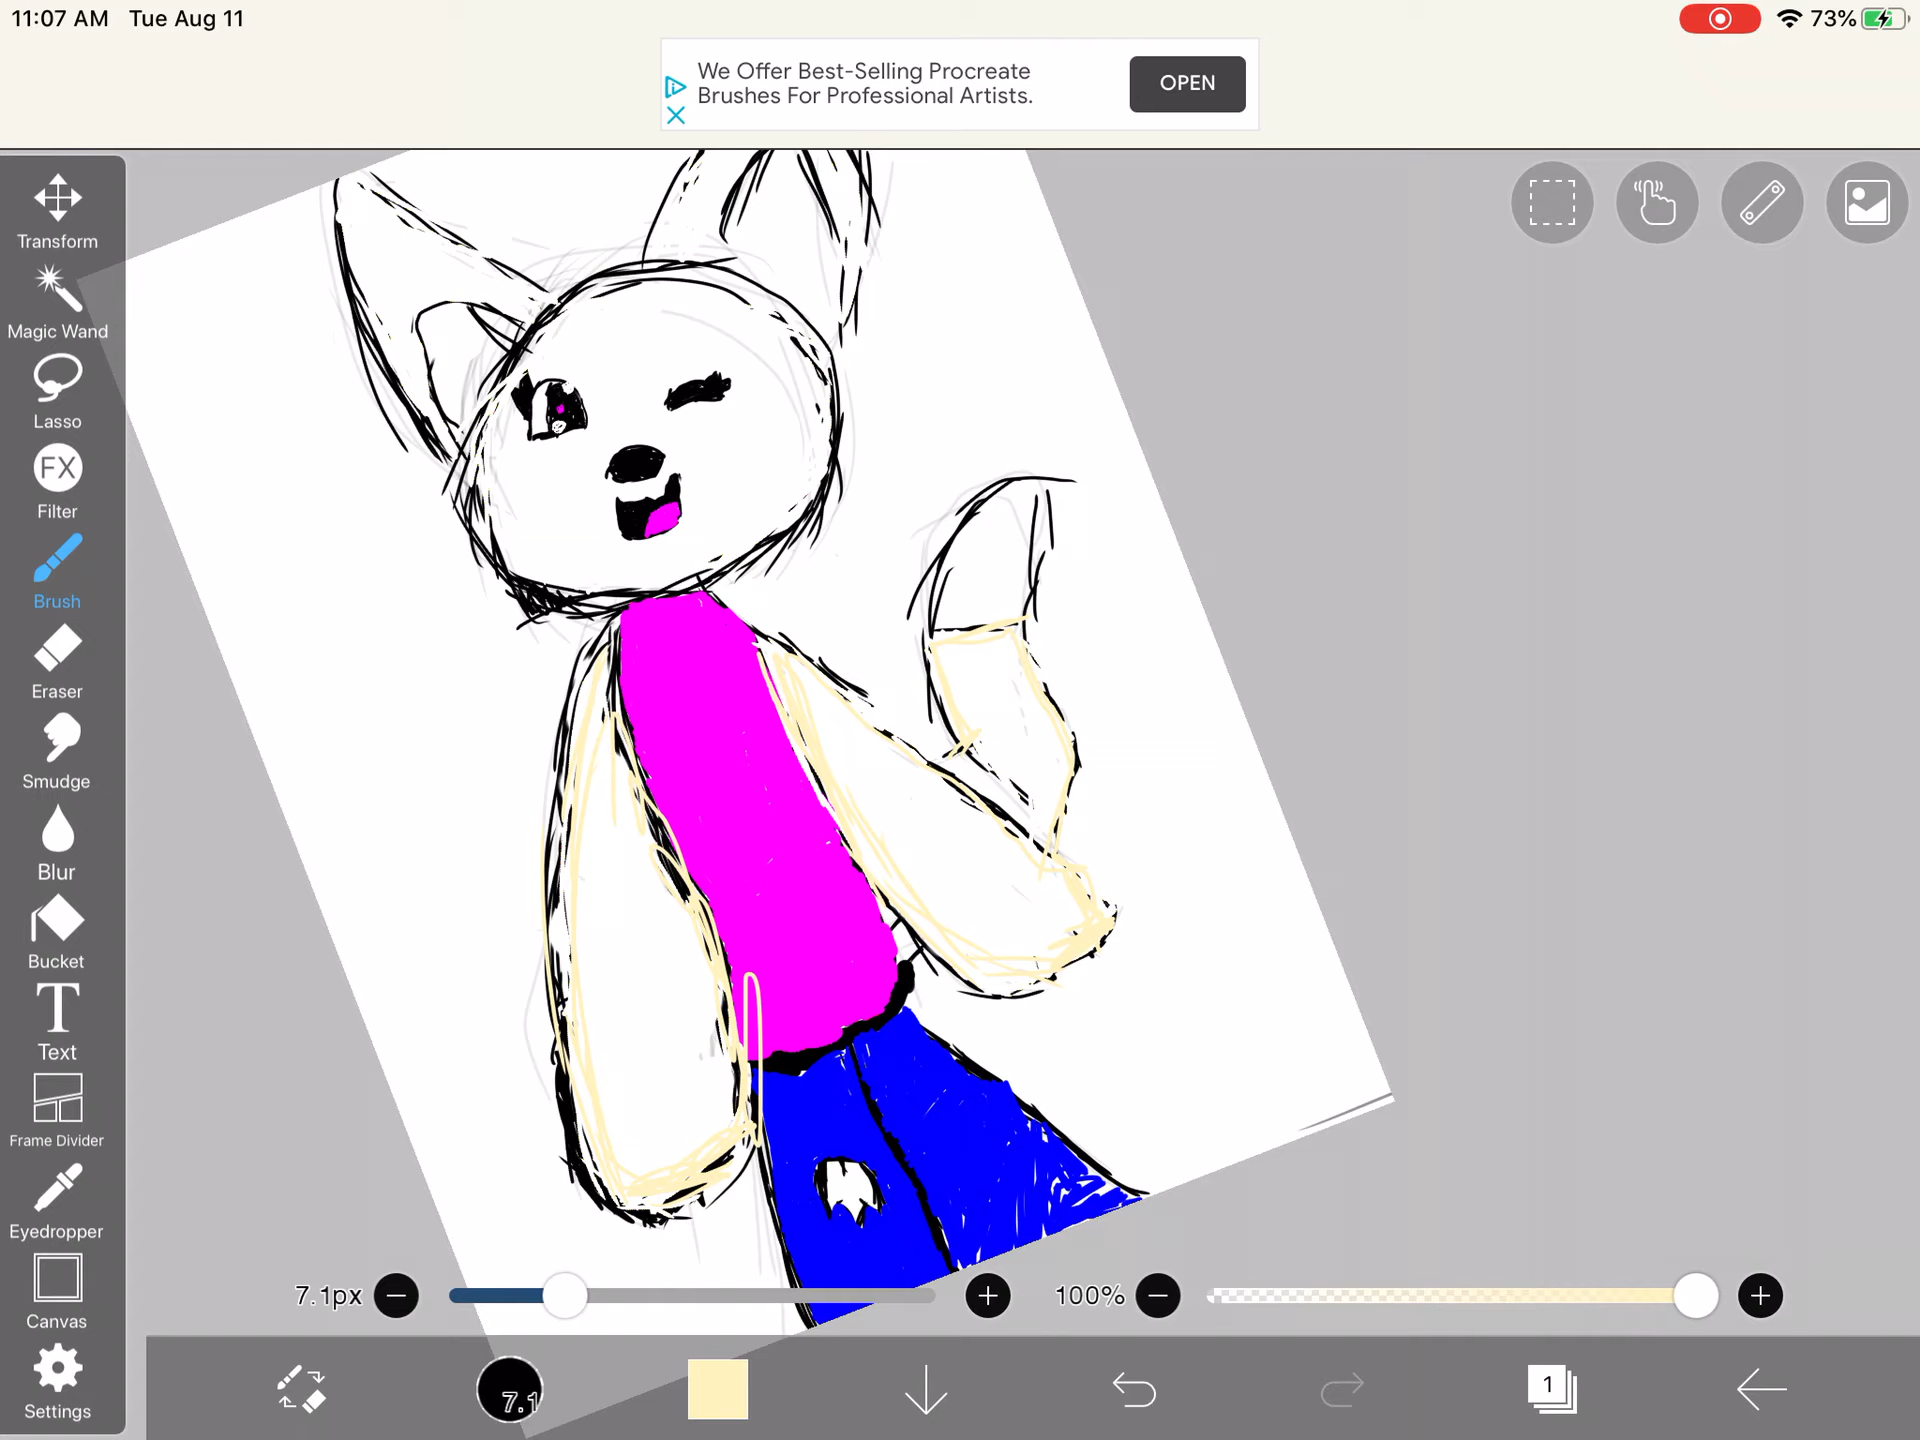 11:07 AM Tue Aug 11
73%
We Offer Best-Selling Procreate
Brushes For Professional Artists.
OPEN
Transform
Magic Wand
Lasso
FX
Filter
Brush
Eraser
Smudge
Blur
Bucket
T
Text
Frame Divider
Eyedropper
Canvas
Settings
7.1px
100%
7.1
1